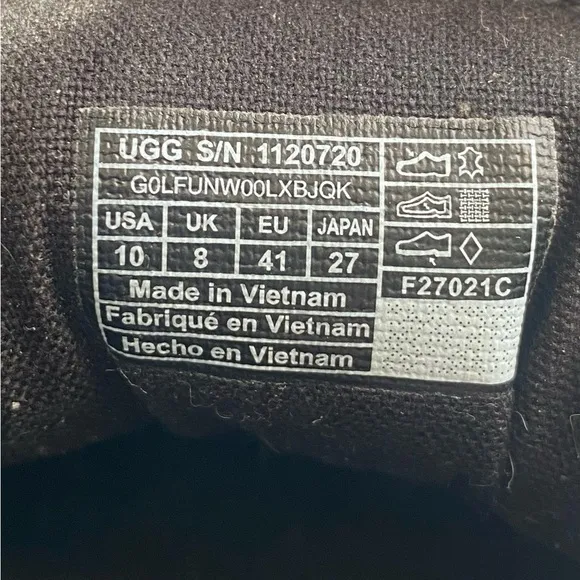 UGG S/N 1120720
G0LFUNW00LXBJQK
USA UK EU JAPAN
10 8 41 27
Made in Vietnam
Fabriqué en Vietnam
Hecho en Vietnam
F27021C